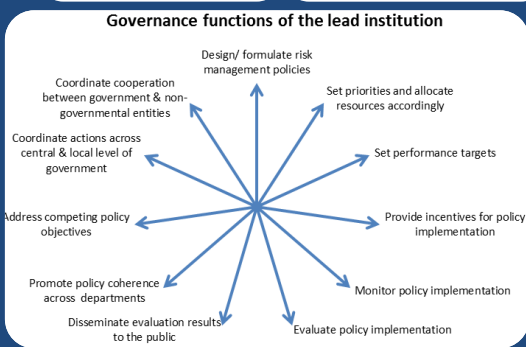 Governance functions of the lead institution
Design/ formulate risk
management policies
Set priorities and allocate
resources accordingly
Set performance targets
Provide incentives for policy
implementation
Monitor policy implementation
Evaluate policy implementation
Disseminate evaluation results
to the public
Promote policy coherence
across departments
Address competing policy
objectives
Coordinate actions across
central & local level of
government
Coordinate cooperation
between government & non-
governmental entities